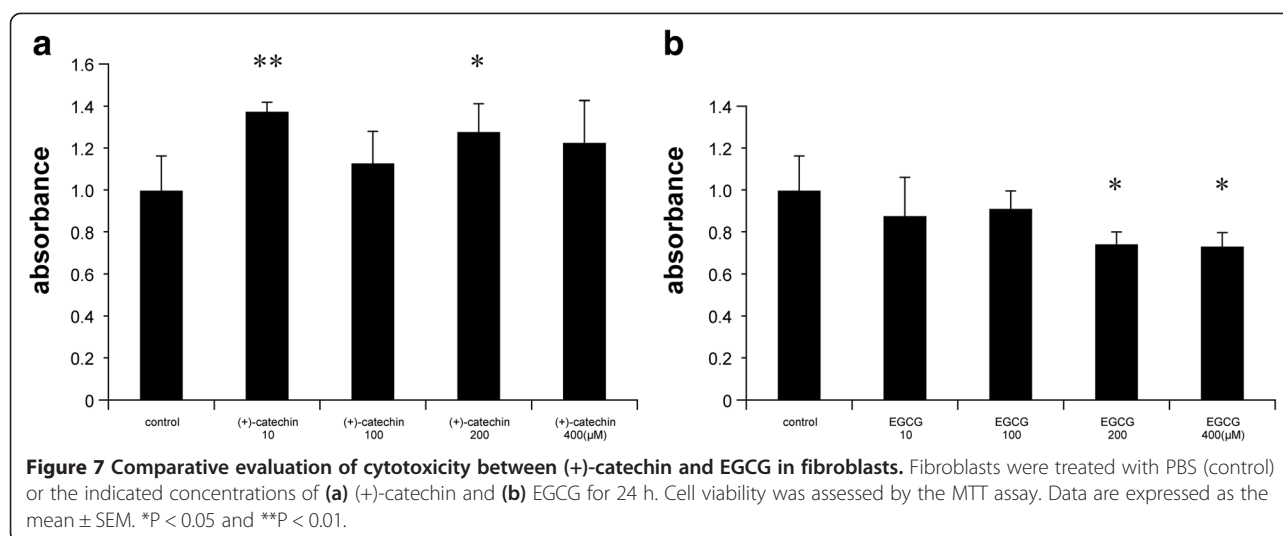 a
b
**
*
*
*
1.6
1.4
1.2
1.0
0.8
0.6
0.4
0.2
0
absorbance
control
(+)-catechin
10
(+)-catechin
100
(+)-catechin
200
(+)-catechin
400(μM)
1.4
1.2
1.0
0.8
0.6
0.4
0.2
0
absorbance
control
EGCG
10
EGCG
100
EGCG
200
EGCG
400(μM)
Figure 7 Comparative evaluation of cytotoxicity between (+)-catechin and EGCG in fibroblasts. Fibroblasts were treated with PBS (control)
or the indicated concentrations of (a) (+)-catechin and (b) EGCG for 24 h. Cell viability was assessed by the MTT assay. Data are expressed as the
mean ± SEM. *P < 0.05 and **P < 0.01.